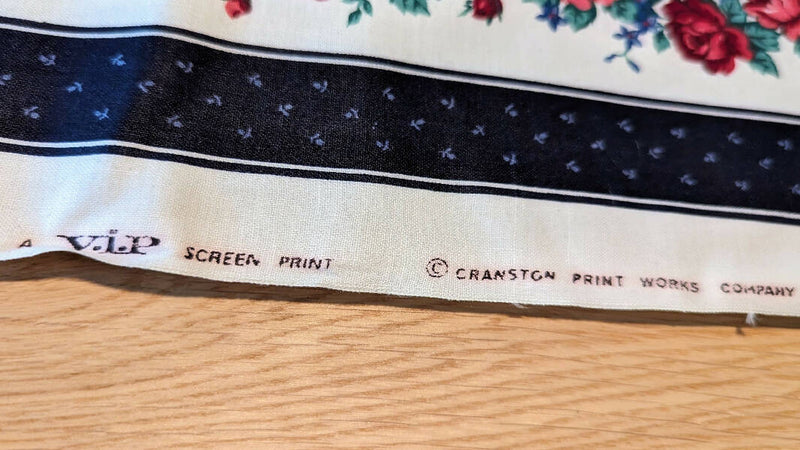 A V.I.P SCREEN PRINT © CRANSTON PRINT WORKS COMPANY